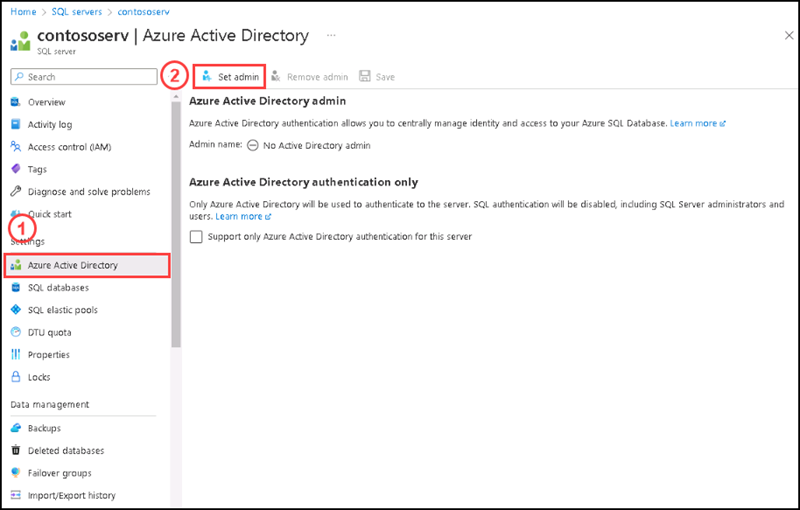 Home > SQL servers > contososerv
contososerv | Azure Active Directory ...
SQL server
Search
Overview
Activity log
Access control (IAM)
Tags
Diagnose and solve problems
Quick start
1
Settings
Azure Active Directory
SQL databases
SQL elastic pools
DTU quota
Properties
Locks
Data management
Backups
Deleted databases
Failover groups
Import/Export history
2
Set admin Remove admin Save
Azure Active Directory admin
Azure Active Directory authentication allows you to centrally manage identity and access to your Azure SQL Database. Learn more
Admin name: No Active Directory admin
Azure Active Directory authentication only
Only Azure Active Directory will be used to authenticate to the server. SQL authentication will be disabled, including SQL Server administrators and
users. Learn more
Support only Azure Active Directory authentication for this server